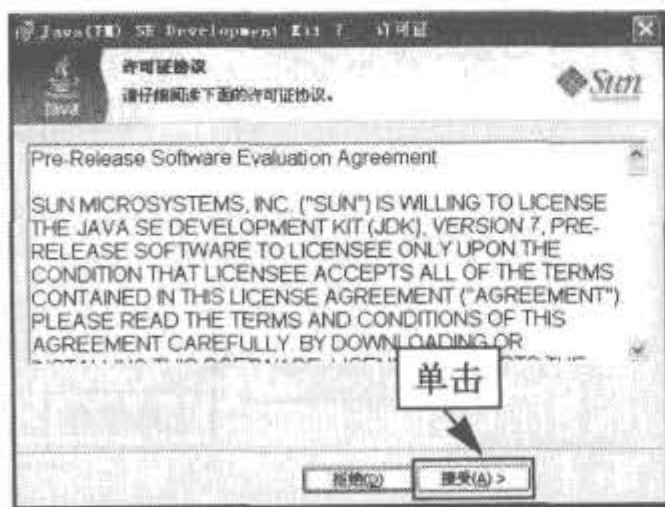 Java(TM) SE Development Kit 7 - 许可证
许可证协议
请仔细阅读下面的许可证协议。
Java
Sun
Pre-Release Software Evaluation Agreement
SUN MICROSYSTEMS, INC. ("SUN") IS WILLING TO LICENSE
THE JAVA SE DEVELOPMENT KIT (JDK), VERSION 7, PRE-
RELEASE SOFTWARE TO LICENSEE ONLY UPON THE
CONDITION THAT LICENSEE ACCEPTS ALL OF THE TERMS
CONTAINED IN THIS LICENSE AGREEMENT ("AGREEMENT").
PLEASE READ THE TERMS AND CONDITIONS OF THIS
AGREEMENT CAREFULLY. BY DOWNLOADING OR
单击
拒绝(D)
接受(A) >